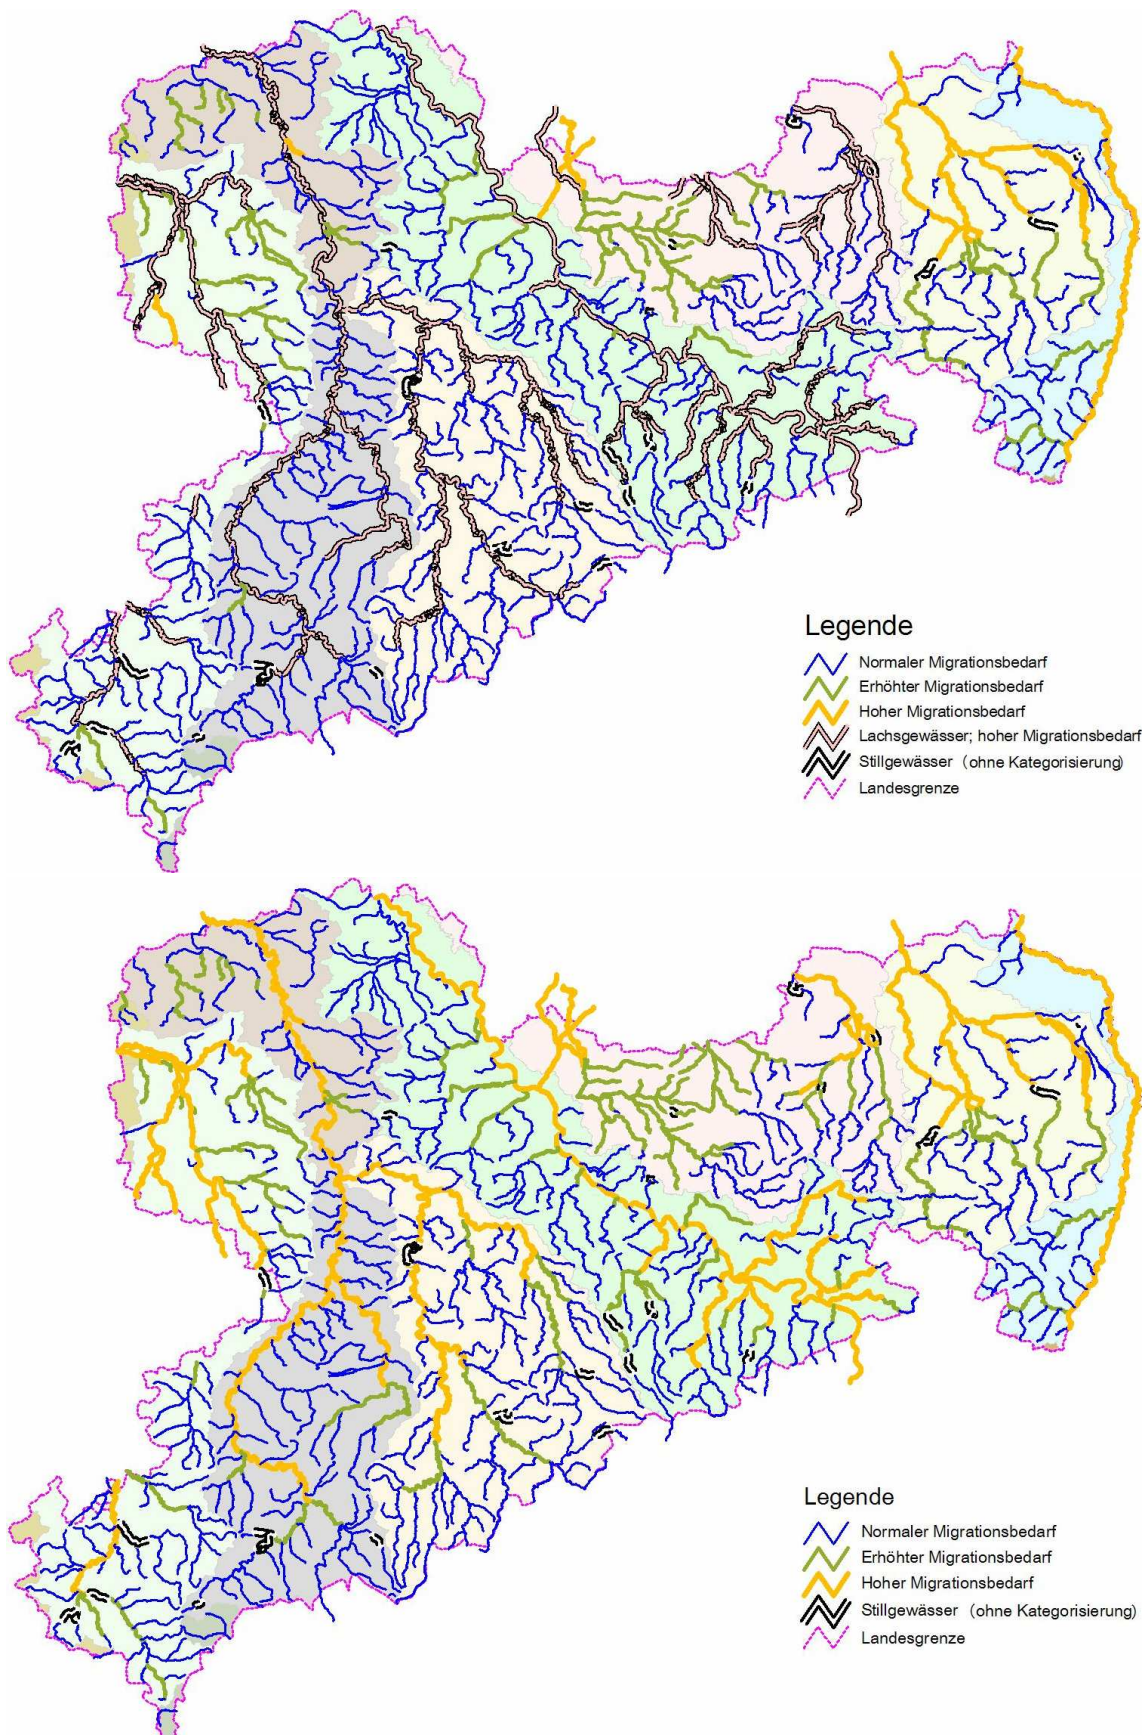 Legende
Normaler Migrationsbedarf
Erhöhter Migrationsbedarf
Hoher Migrationsbedarf
Lachsgewässer; hoher Migrationsbedarf
Stillgewässer (ohne Kategorisierung)
Landesgrenze
Legende
Normaler Migrationsbedarf
Erhöhter Migrationsbedarf
Hoher Migrationsbedarf
Stillgewässer (ohne Kategorisierung)
Landesgrenze